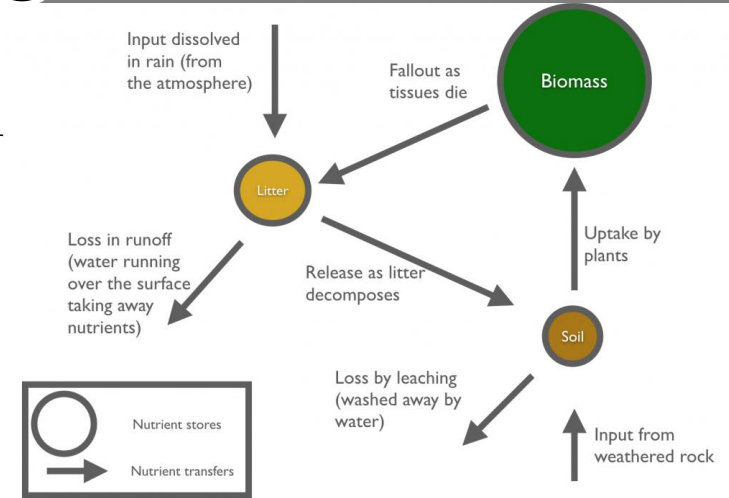 Input dissolved
in rain (from
the atmosphere)
Fallout as
tissues die
Biomass
Litter
Loss in runoff
(water running
over the surface
taking away
nutrients)
Release as litter
decomposes
Uptake by
plants
Soil
Loss by leaching
(washed away by
water)
Input from
weathered rock
Nutrient stores
Nutrient transfers